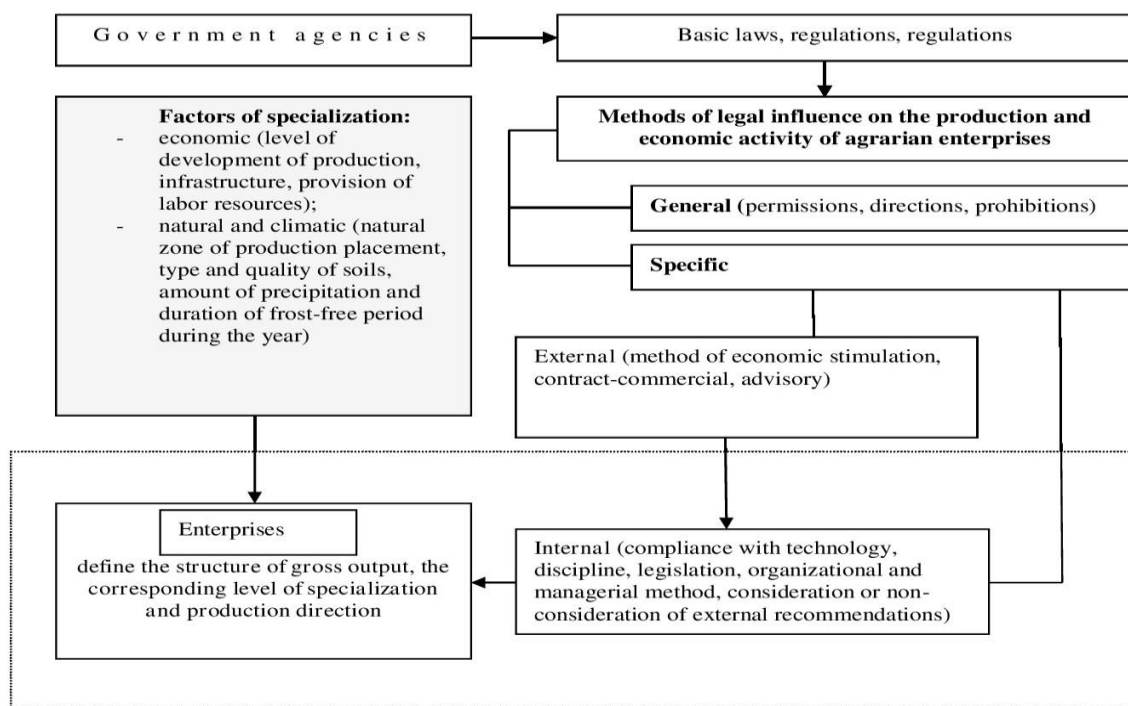 Government agencies
Basic laws, regulations, regulations
Factors of specialization:
- economic (level of
development of production,
infrastructure, provision of
labor resources);
- natural and climatic (natural
zone of production placement,
type and quality of soils,
amount of precipitation and
duration of frost-free period
during the year)
Methods of legal influence on the production and
economic activity of agrarian enterprises
General (permissions, directions, prohibitions)
Specific
External (method of economic stimulation,
contract-commercial, advisory)
Enterprises
define the structure of gross output, the
corresponding level of specialization
and production direction
Internal (compliance with technology,
discipline, legislation, organizational and
managerial method, consideration or non-
consideration of external recommendations)